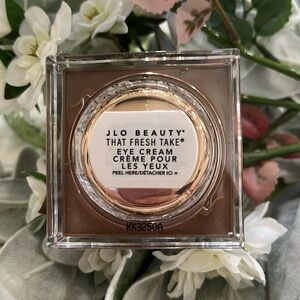 JLO BEAUTY®
THAT FRESH TAKE®
EYE CREAM
CRÈME POUR
LES YEUX
PEEL HERE/DÉTACHER ICI ▾
KK3250A